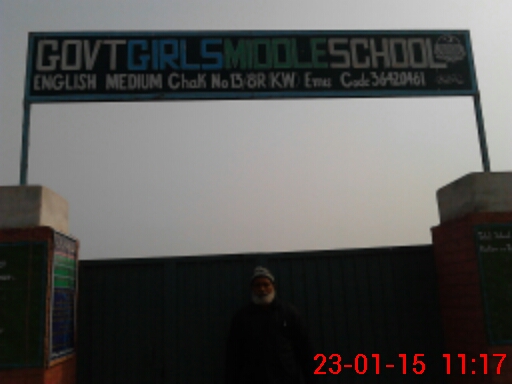 GOVT GIRLS MIDDLE SCHOOL
ENGLISH MEDIUM Chak No 13/8R KW/ Emis Code 36420461
23-01-15 11:17